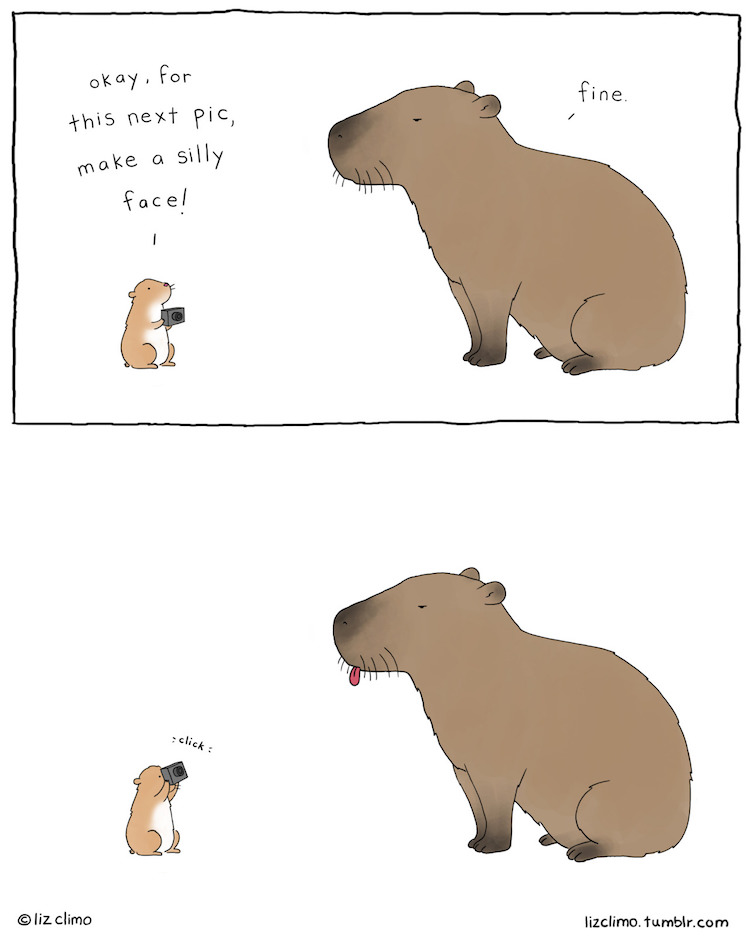 okay, for
this next pic,
make a silly
face!
fine.
:click:
© liz climo
lizclimo.tumblr.com